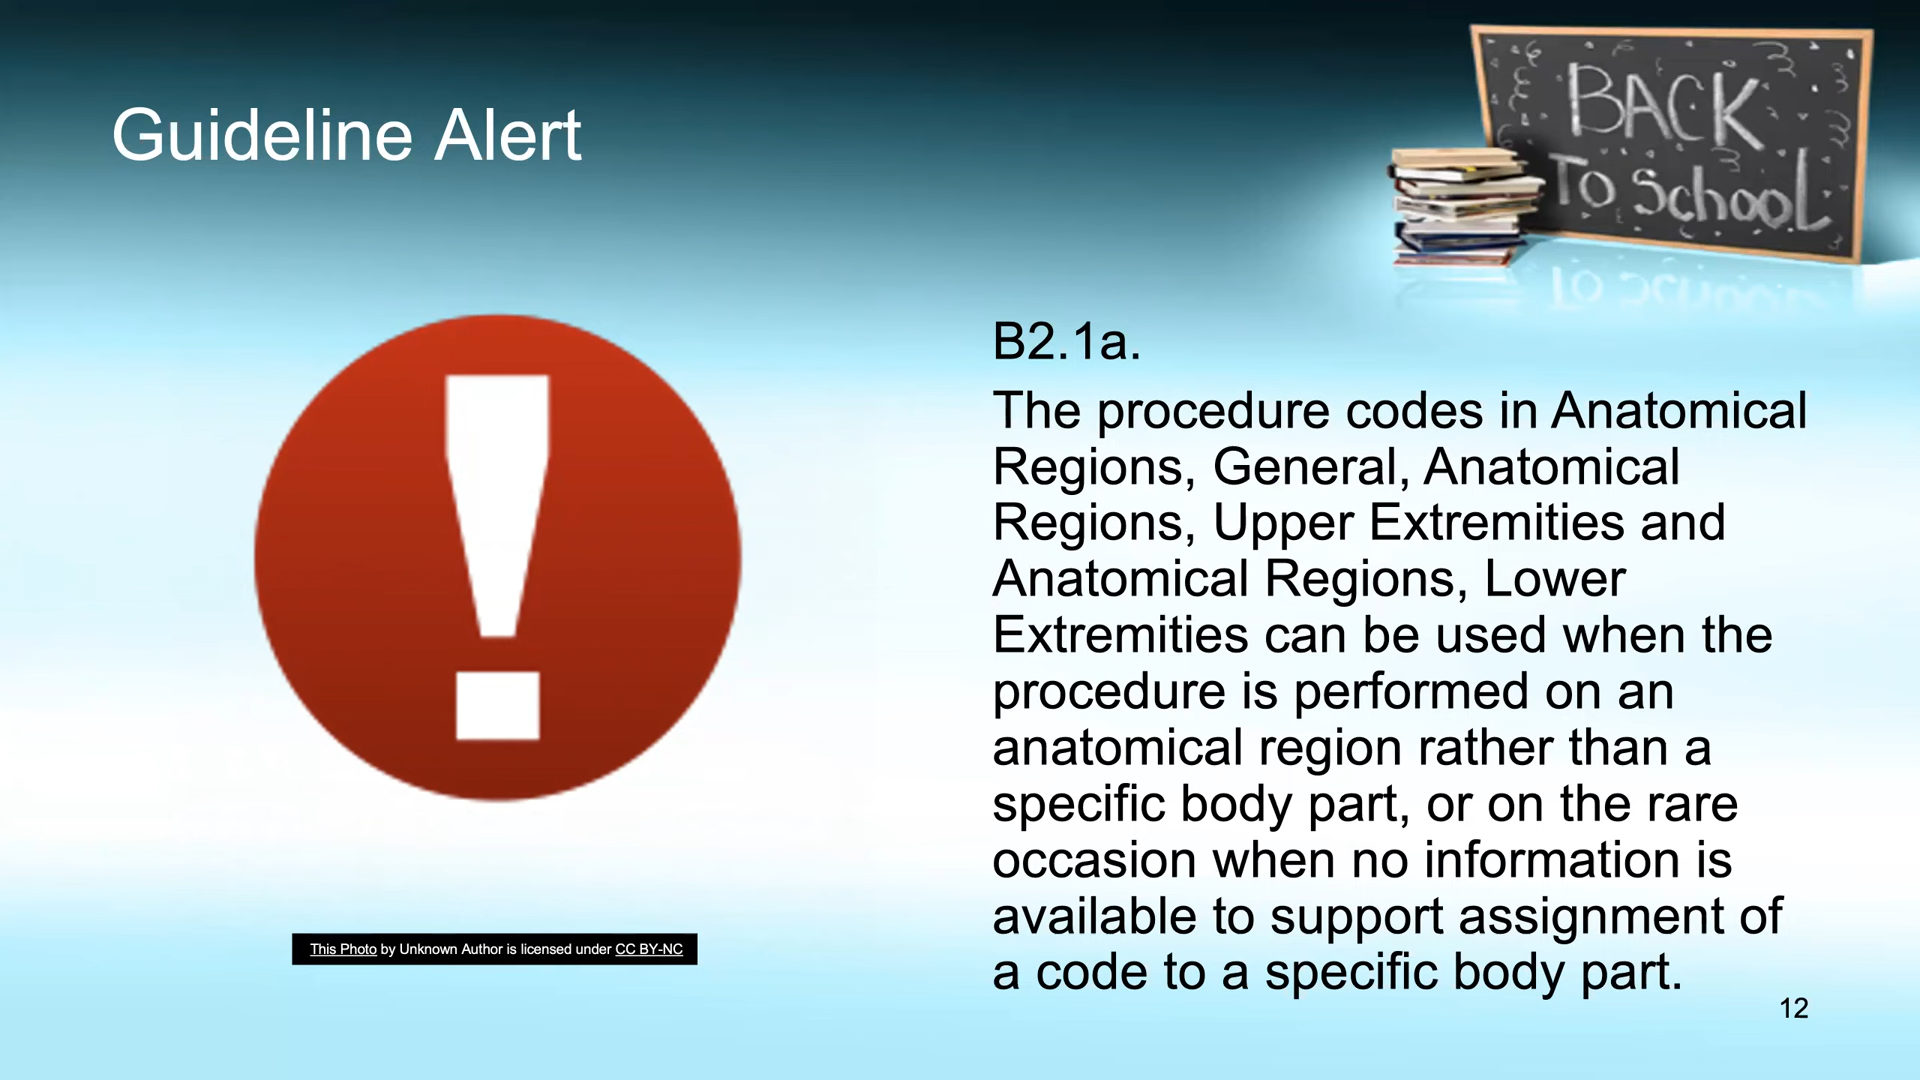 BACK
To School
Guideline Alert
B2.1a.
The procedure codes in Anatomical
Regions, General, Anatomical
Regions, Upper Extremities and
Anatomical Regions, Lower
Extremities can be used when the
procedure is performed on an
anatomical region rather than a
specific body part, or on the rare
occasion when no information is
available to support assignment of
a code to a specific body part.
This Photo by Unknown Author is licensed under CC BY-NC
12